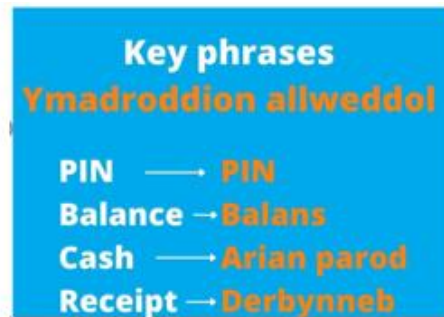 Key phrases
Ymadroddion allweddol
PIN → PIN
Balance → Balans
Cash → Arian parod
Receipt → Derbynneb